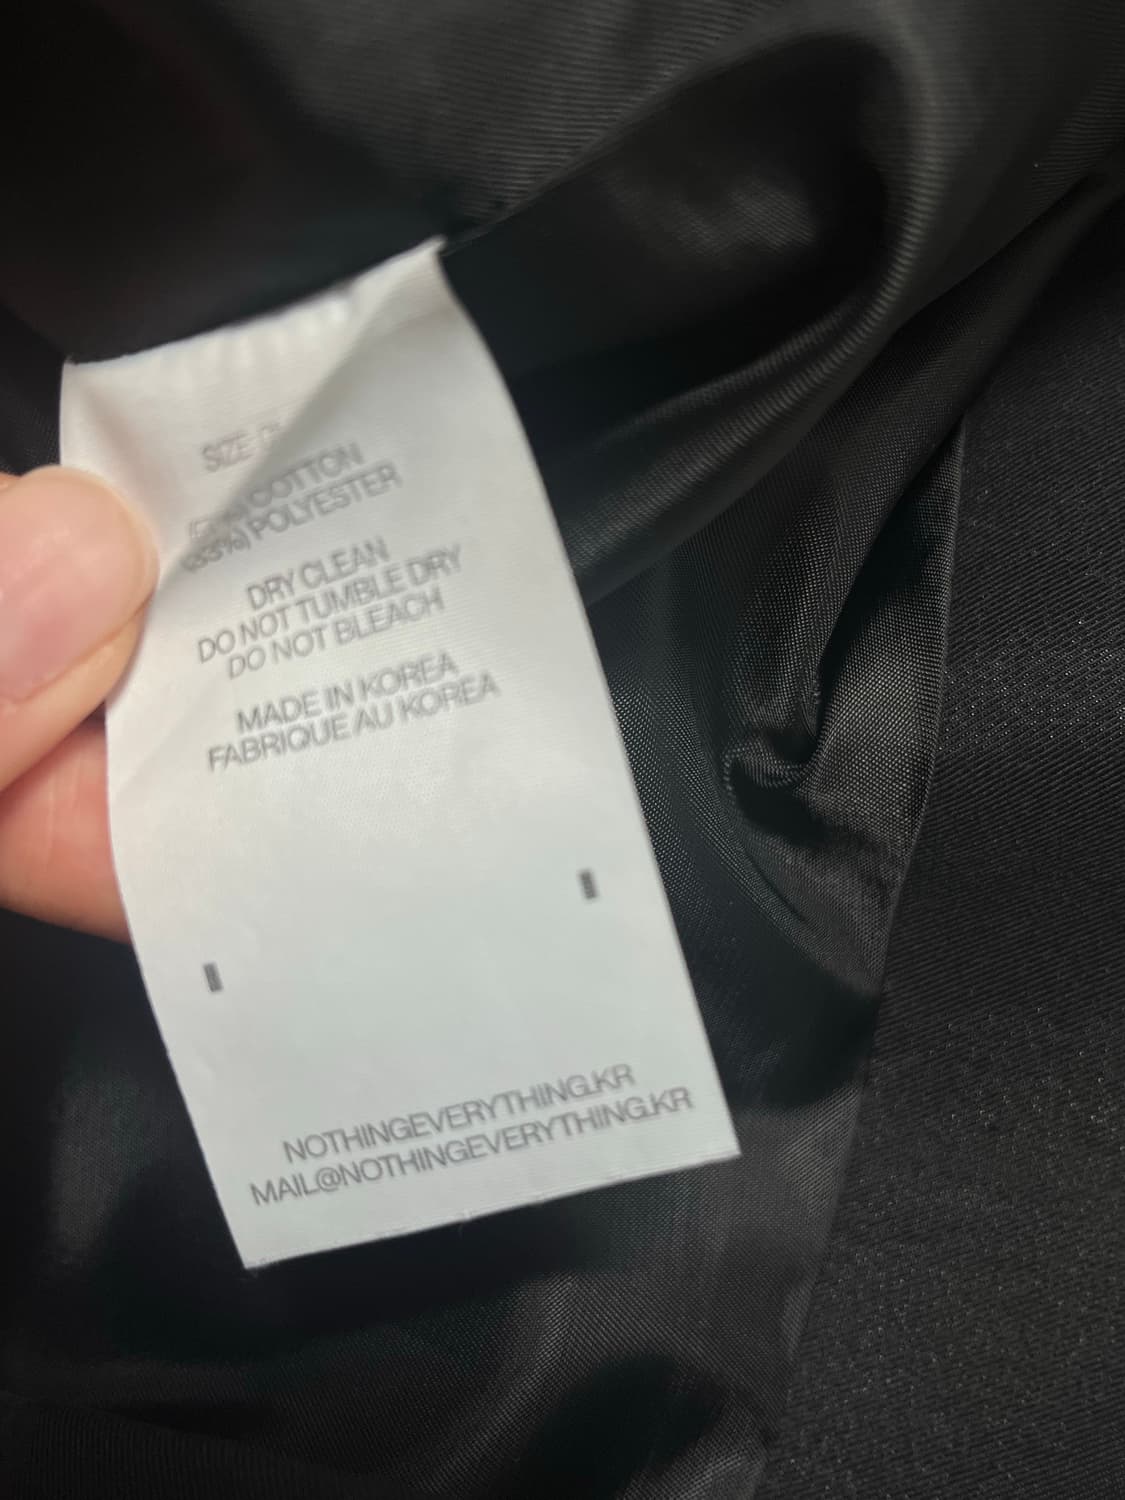 SIZE
COTTON
POLYESTER
DRY CLEAN
DO NOT TUMBLE DRY
DO NOT BLEACH
MADE IN KOREA
FABRIQUE AU KOREA
NOTHINGEVERYTHING.KR
MAIL@NOTHINGEVERYTHING.KR